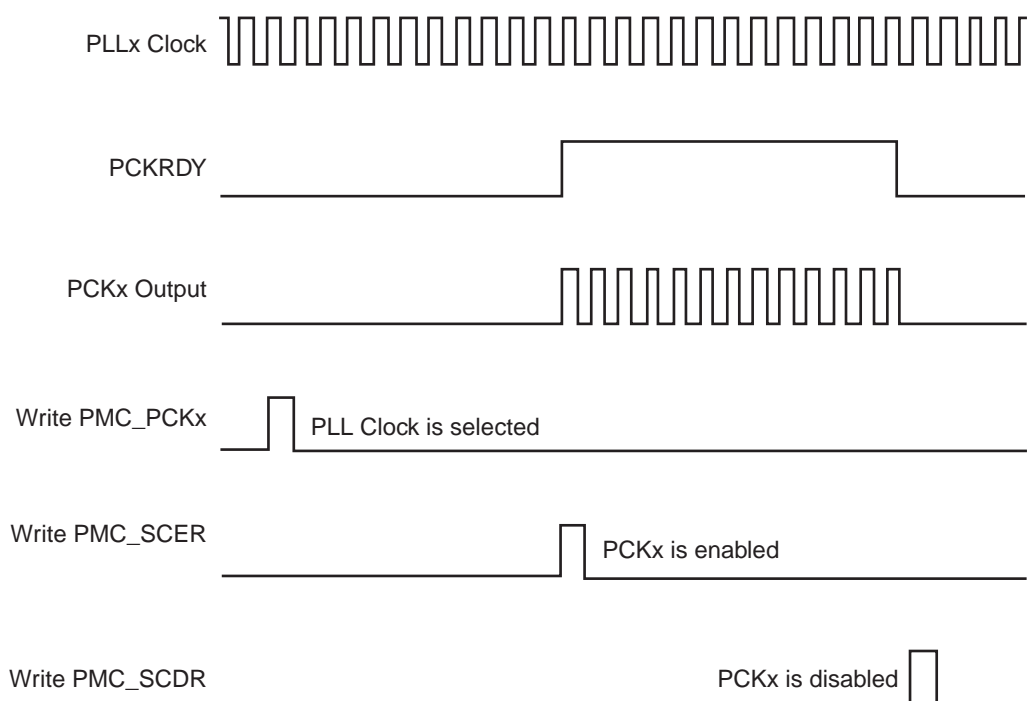 PLLx Clock
PCKRDY
PCKx Output
Write PMC_PCKx
PLL Clock is selected
Write PMC_SCER
PCKx is enabled
Write PMC_SCDR
PCKx is disabled